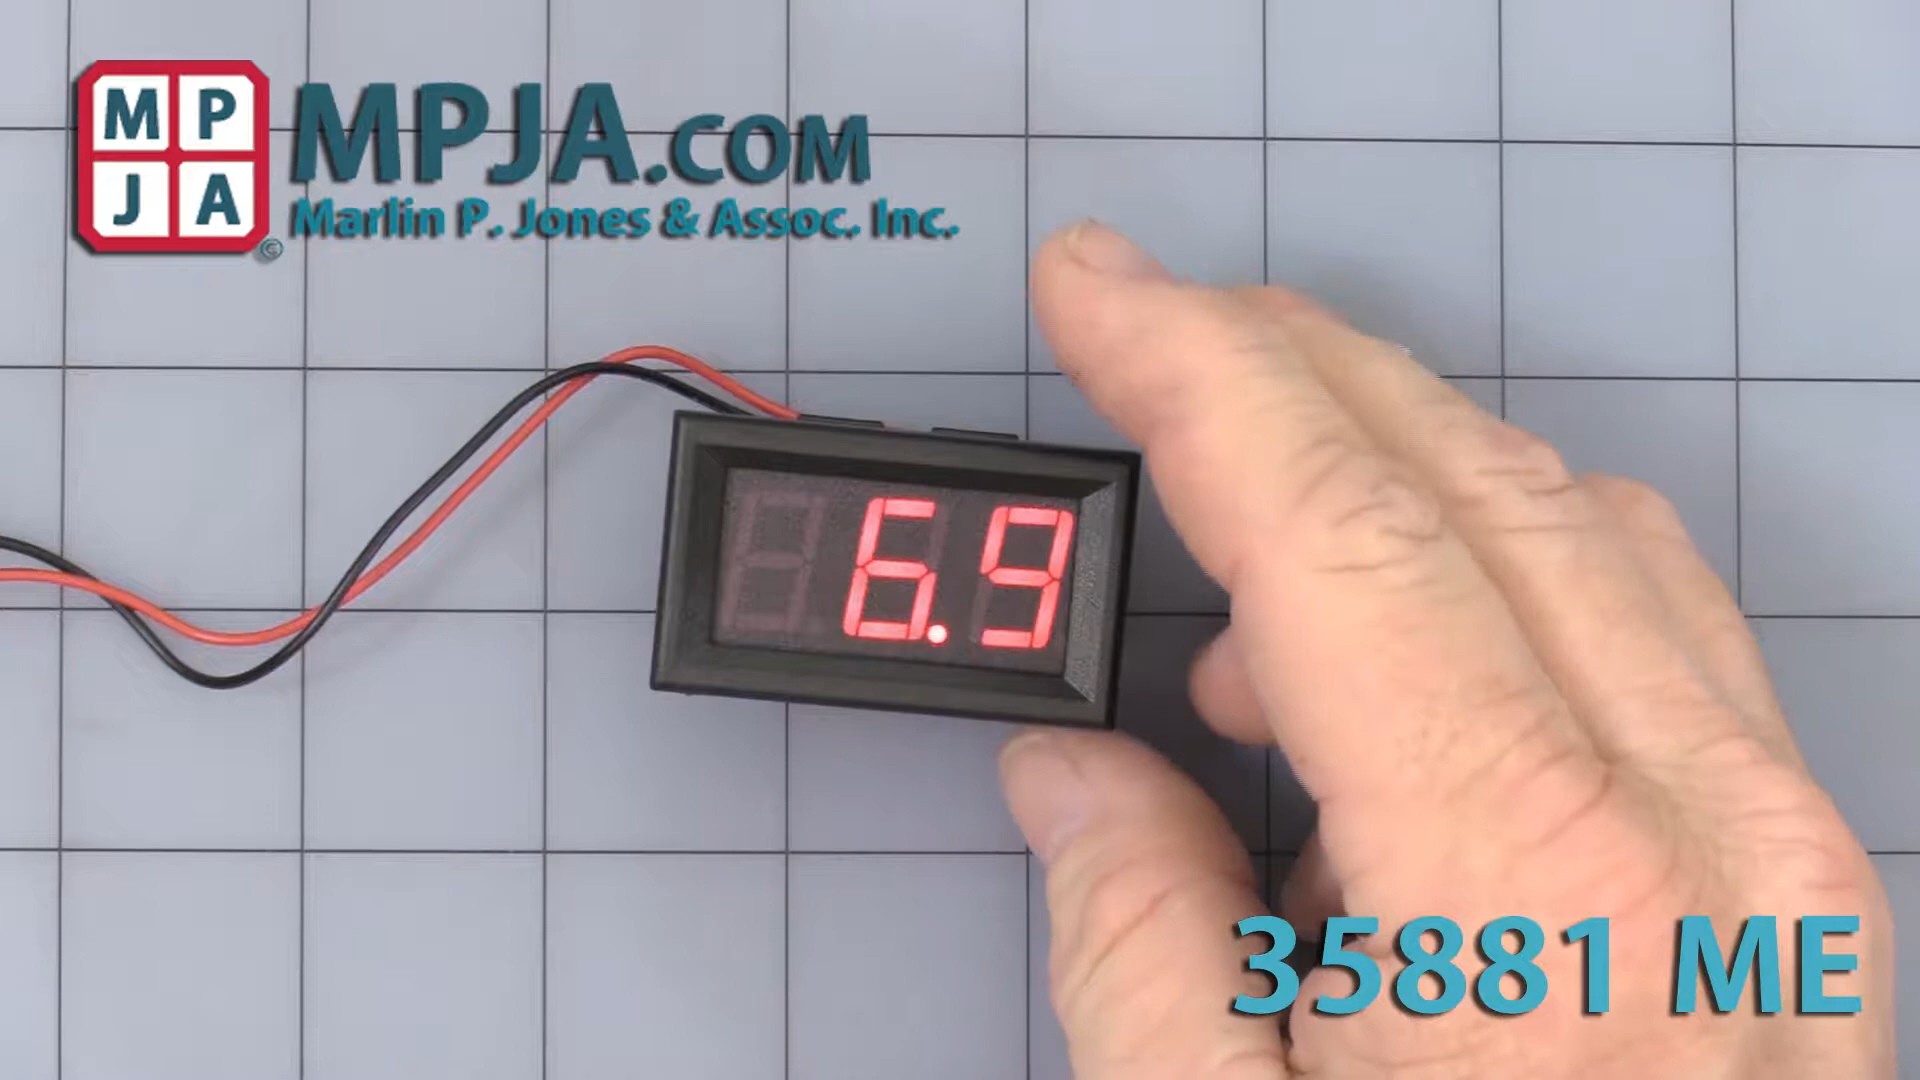 M P
J A
©
MPJA.COM
Marlin P. Jones & Assoc. Inc.
6.9
35881 ME